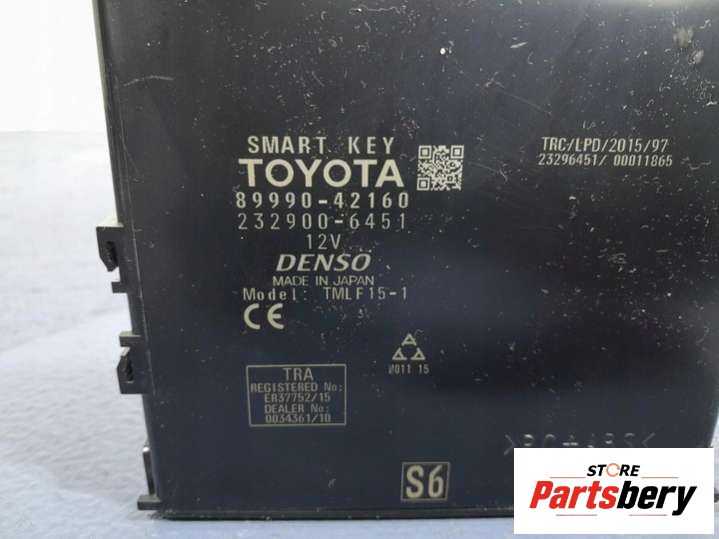 SMART KEY
TOYOTA
89990-42160
232900-6451
12V
DENSO
MADE IN JAPAN
Model: TMLF15-1
CE
TRC/LPD/2015/97
23296451/ 00011865
TRA
REGISTERED No:
ER37752/15
DEALER No:
0034361/10
S6
STORE
Partsbery